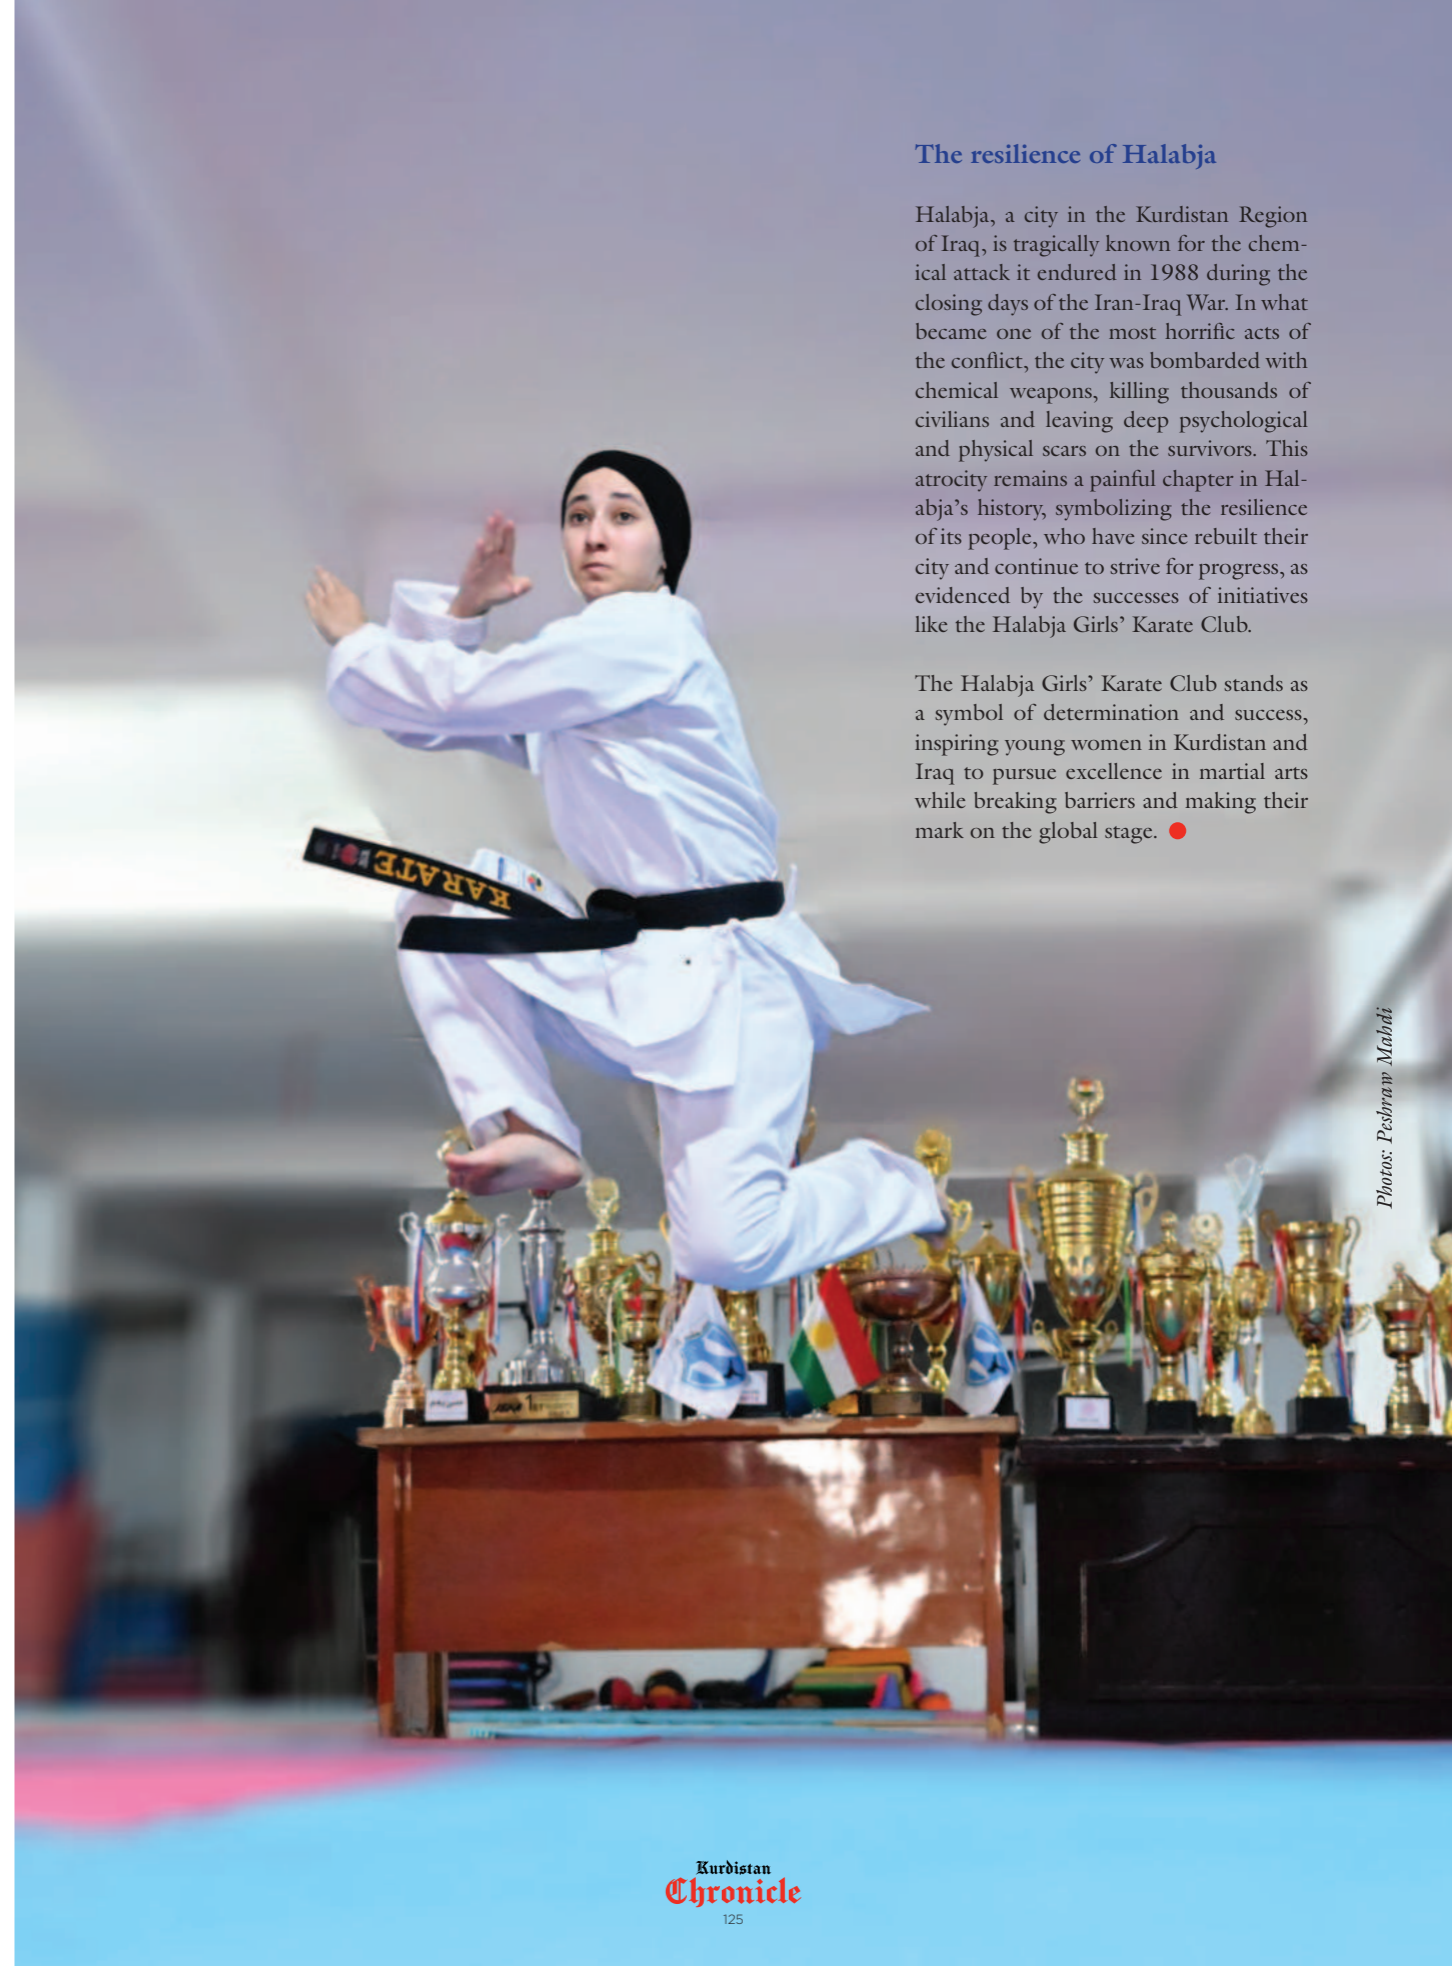 The resilience of Halabja
Halabja, a city in the Kurdistan Region
of Iraq, is tragically known for the chem-
ical attack it endured in 1988 during the
closing days of the Iran-Iraq War. In what
became one of the most horrific acts of
the conflict, the city was bombarded with
chemical weapons, killing thousands of
civilians and leaving deep psychological
and physical scars on the survivors. This
atrocity remains a painful chapter in Hal-
abja’s history, symbolizing the resilience
of its people, who have since rebuilt their
city and continue to strive for progress, as
evidenced by the successes of initiatives
like the Halabja Girls’ Karate Club.
The Halabja Girls’ Karate Club stands as
a symbol of determination and success,
inspiring young women in Kurdistan and
Iraq to pursue excellence in martial arts
while breaking barriers and making their
mark on the global stage.
KARATE
Photos: Peshraw Mahdi
1ST
Kurdistan
Chronicle
125